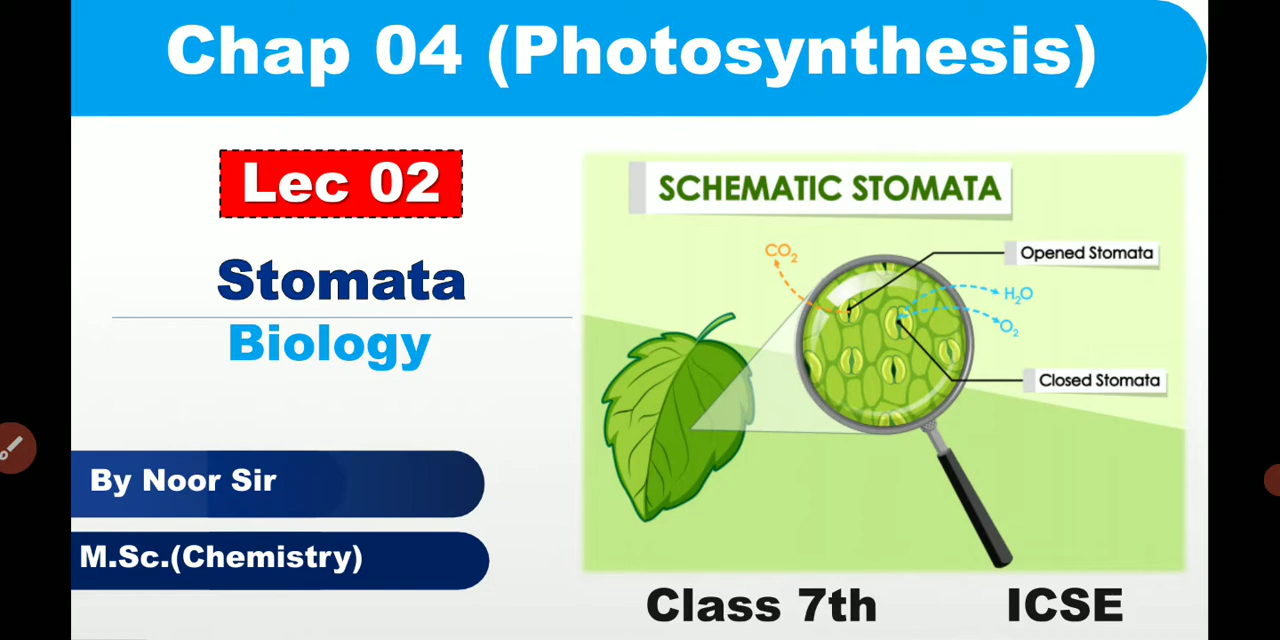 Chap 04 (Photosynthesis)
Lec 02
Stomata
Biology
By Noor Sir
M.Sc.(Chemistry)
SCHEMATIC STOMATA
CO₂
Opened Stomata
H₂O
O₂
Closed Stomata
Class 7th ICSE